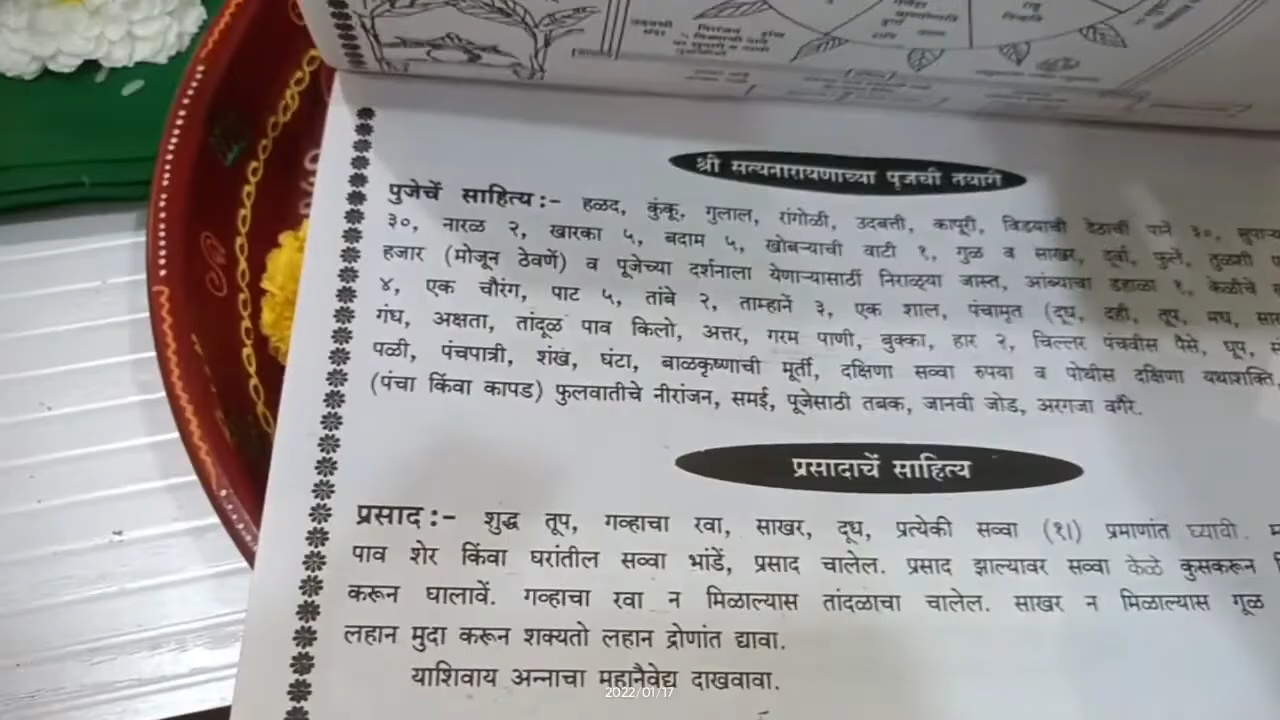 श्री सत्यनारायणाच्या पूजेची तयारी
पुजेचें साहित्य :- हळद, कुंकू, गुलाल, रांगोळी, उदबत्ती, कापूरी, विडयाची देठाचीं पाने ३०,
३०, नारळ २, खारका ५, बदाम ५, खोबऱ्याची वाटी १, गुळ व साखर, दूर्वा, फुले, तुळशी
हजार (मोजून ठेवणें) व पूजेच्या दर्शनाला येणाऱ्यासाठीं निराळ्या जास्त, आंब्याचा डहाळा १, केळीचे
४, एक चौरंग, पाट ५, तांबे २, ताम्हानें ३, एक शाल, पंचामृत (दूध, दही, तूप, मध,
गंध, अक्षता, तांदूळ पाव किलो, अत्तर, गरम पाणी, बुक्का, हार २, चिल्लर पंचवीस पैसे, धूप,
पळी, पंचपात्री, शंख, घंटा, बाळकृष्णाची मूर्ती, दक्षिणा सव्वा रुपया व पोथीस दक्षिणा यथाशक्ति,
(पंचा किंवा कापड) फुलवातीचे नीरांजन, समई, पूजेसाठी तबक, जानवी जोड, अरगजा वगैरे.
प्रसादाचें साहित्य
प्रसाद :- शुद्ध तूप, गव्हाचा रवा, साखर, दूध, प्रत्येकी सव्वा (१।) प्रमाणांत घ्यावी.
पाव शेर किंवा घरांतील सव्वा भांडें, प्रसाद चालेल. प्रसाद झाल्यावर सव्वा केळे कुसकरून
करून घालावें. गव्हाचा रवा न मिळाल्यास तांदळाचा चालेल. साखर न मिळाल्यास गूळ
लहान मुदा करून शक्यतो लहान द्रोणांत द्यावा.
याशिवाय अन्नाचा महानैवेद्य दाखवावा.
2022/01/17